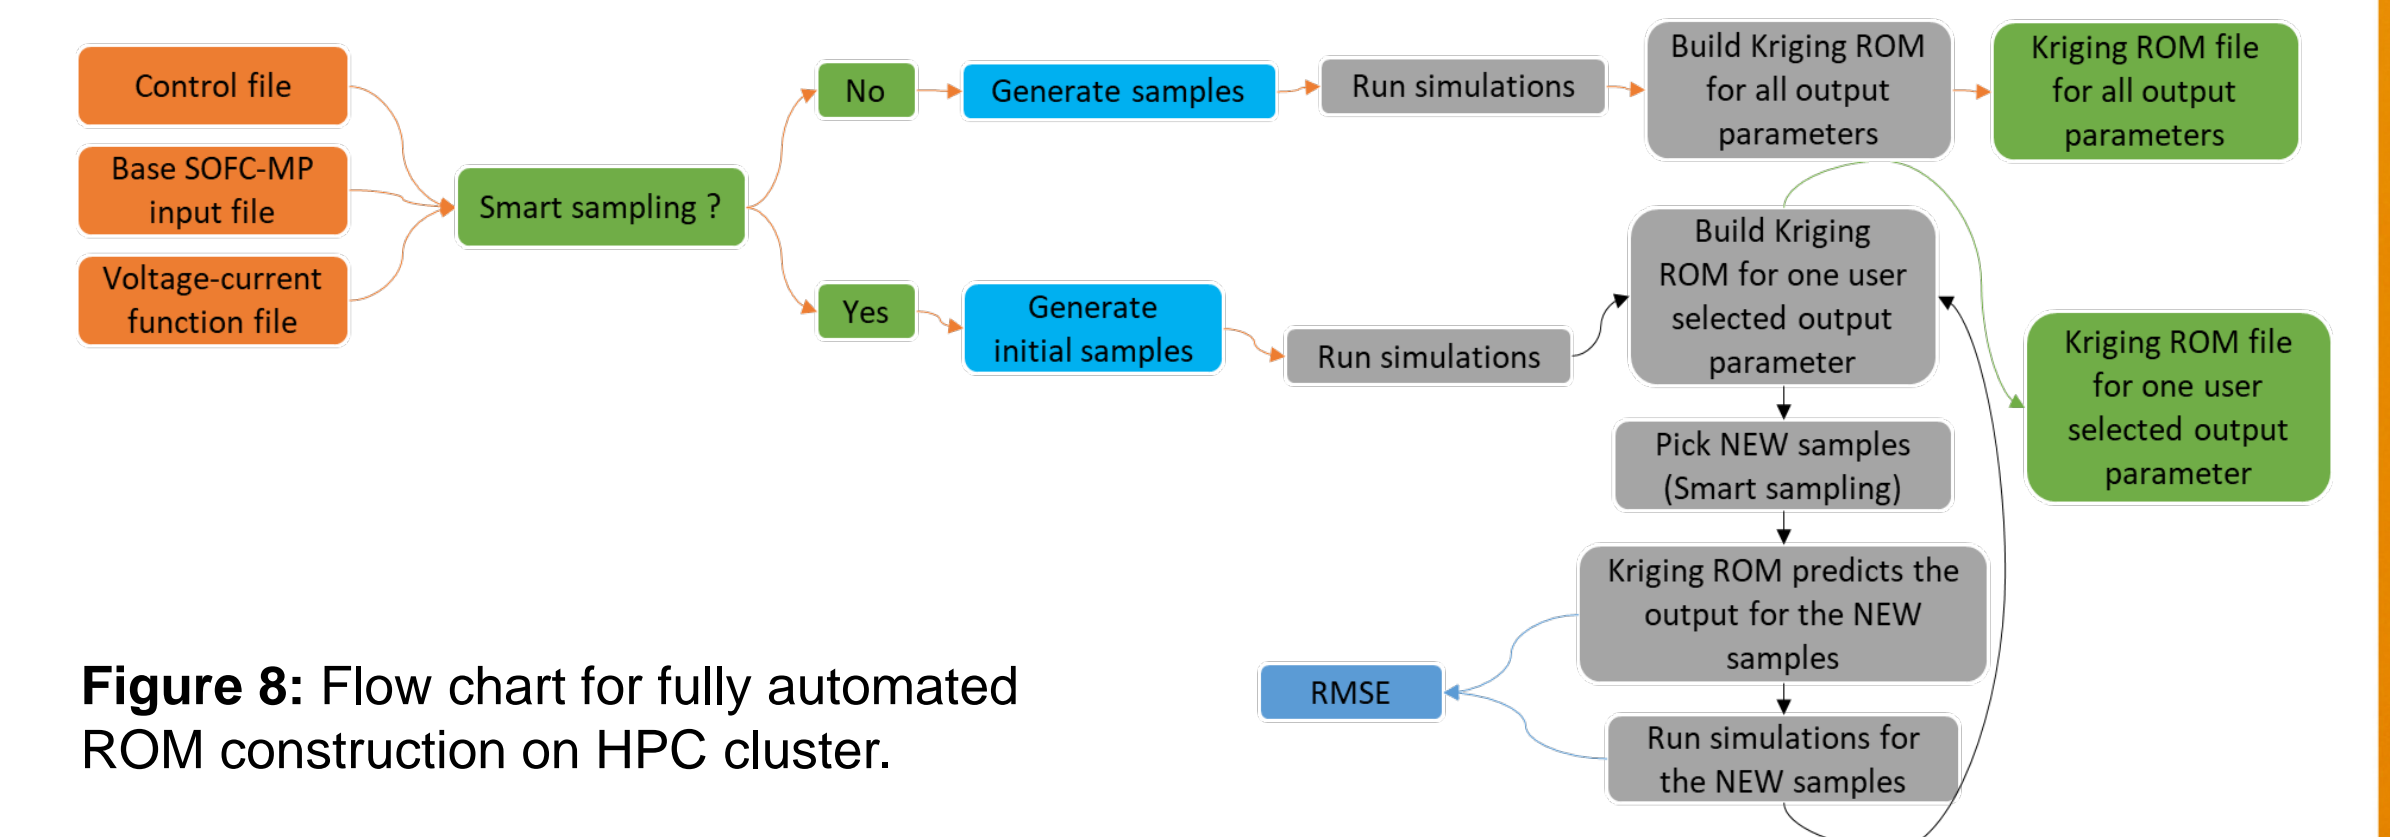 Control file
Base SOFC-MP
input file
Voltage-current
function file
Smart sampling ?
No
Generate samples
Run simulations
Build Kriging ROM
for all output
parameters
Kriging ROM file
for all output
parameters
Yes
Generate
initial samples
Run simulations
Build Kriging
ROM for one user
selected output
parameter
Kriging ROM file
for one user
selected output
parameter
Pick NEW samples
(Smart sampling)
Kriging ROM predicts the
output for the NEW
samples
RMSE
Run simulations for
the NEW samples
Figure 8: Flow chart for fully automated
ROM construction on HPC cluster.